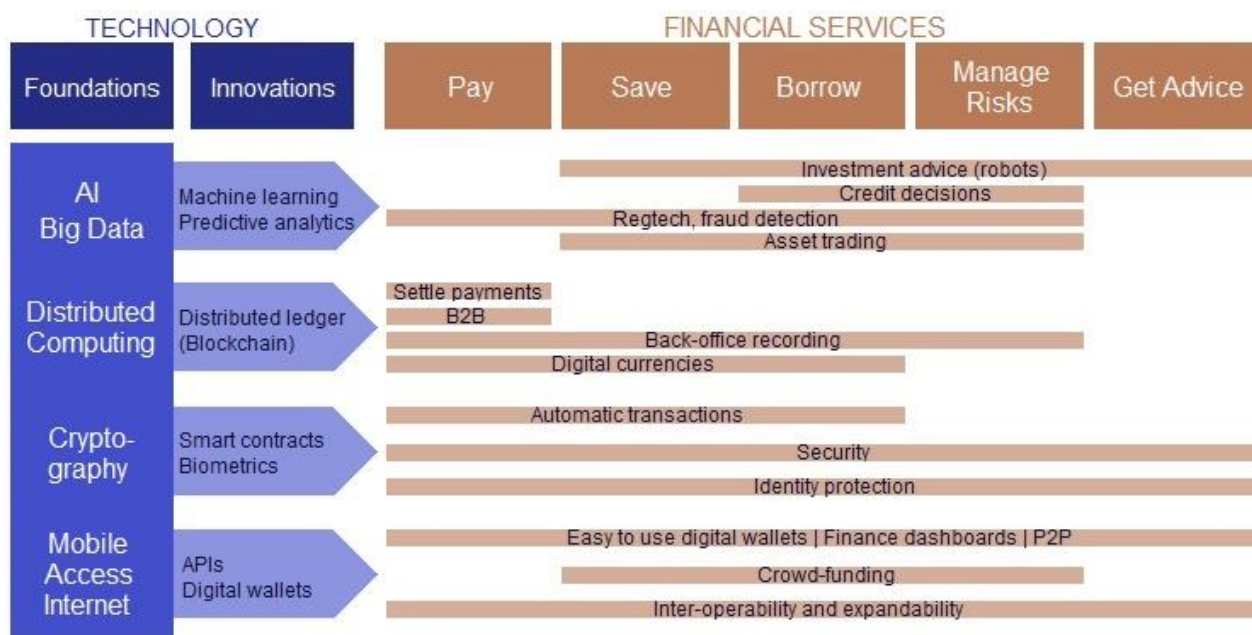 TECHNOLOGY
FINANCIAL SERVICES
Foundations
Innovations
Pay
Save
Borrow
Manage
Risks
Get Advice
AI
Big Data
Machine learning
Predictive analytics
Investment advice (robots)
Credit decisions
Regtech, fraud detection
Asset trading
Distributed
Computing
Distributed ledger
(Blockchain)
Settle payments
B2B
Back-office recording
Digital currencies
Crypto-
graphy
Smart contracts
Biometrics
Automatic transactions
Security
Identity protection
Mobile
Access
Internet
APIs
Digital wallets
Easy to use digital wallets | Finance dashboards | P2P
Crowd-funding
Inter-operability and expandability